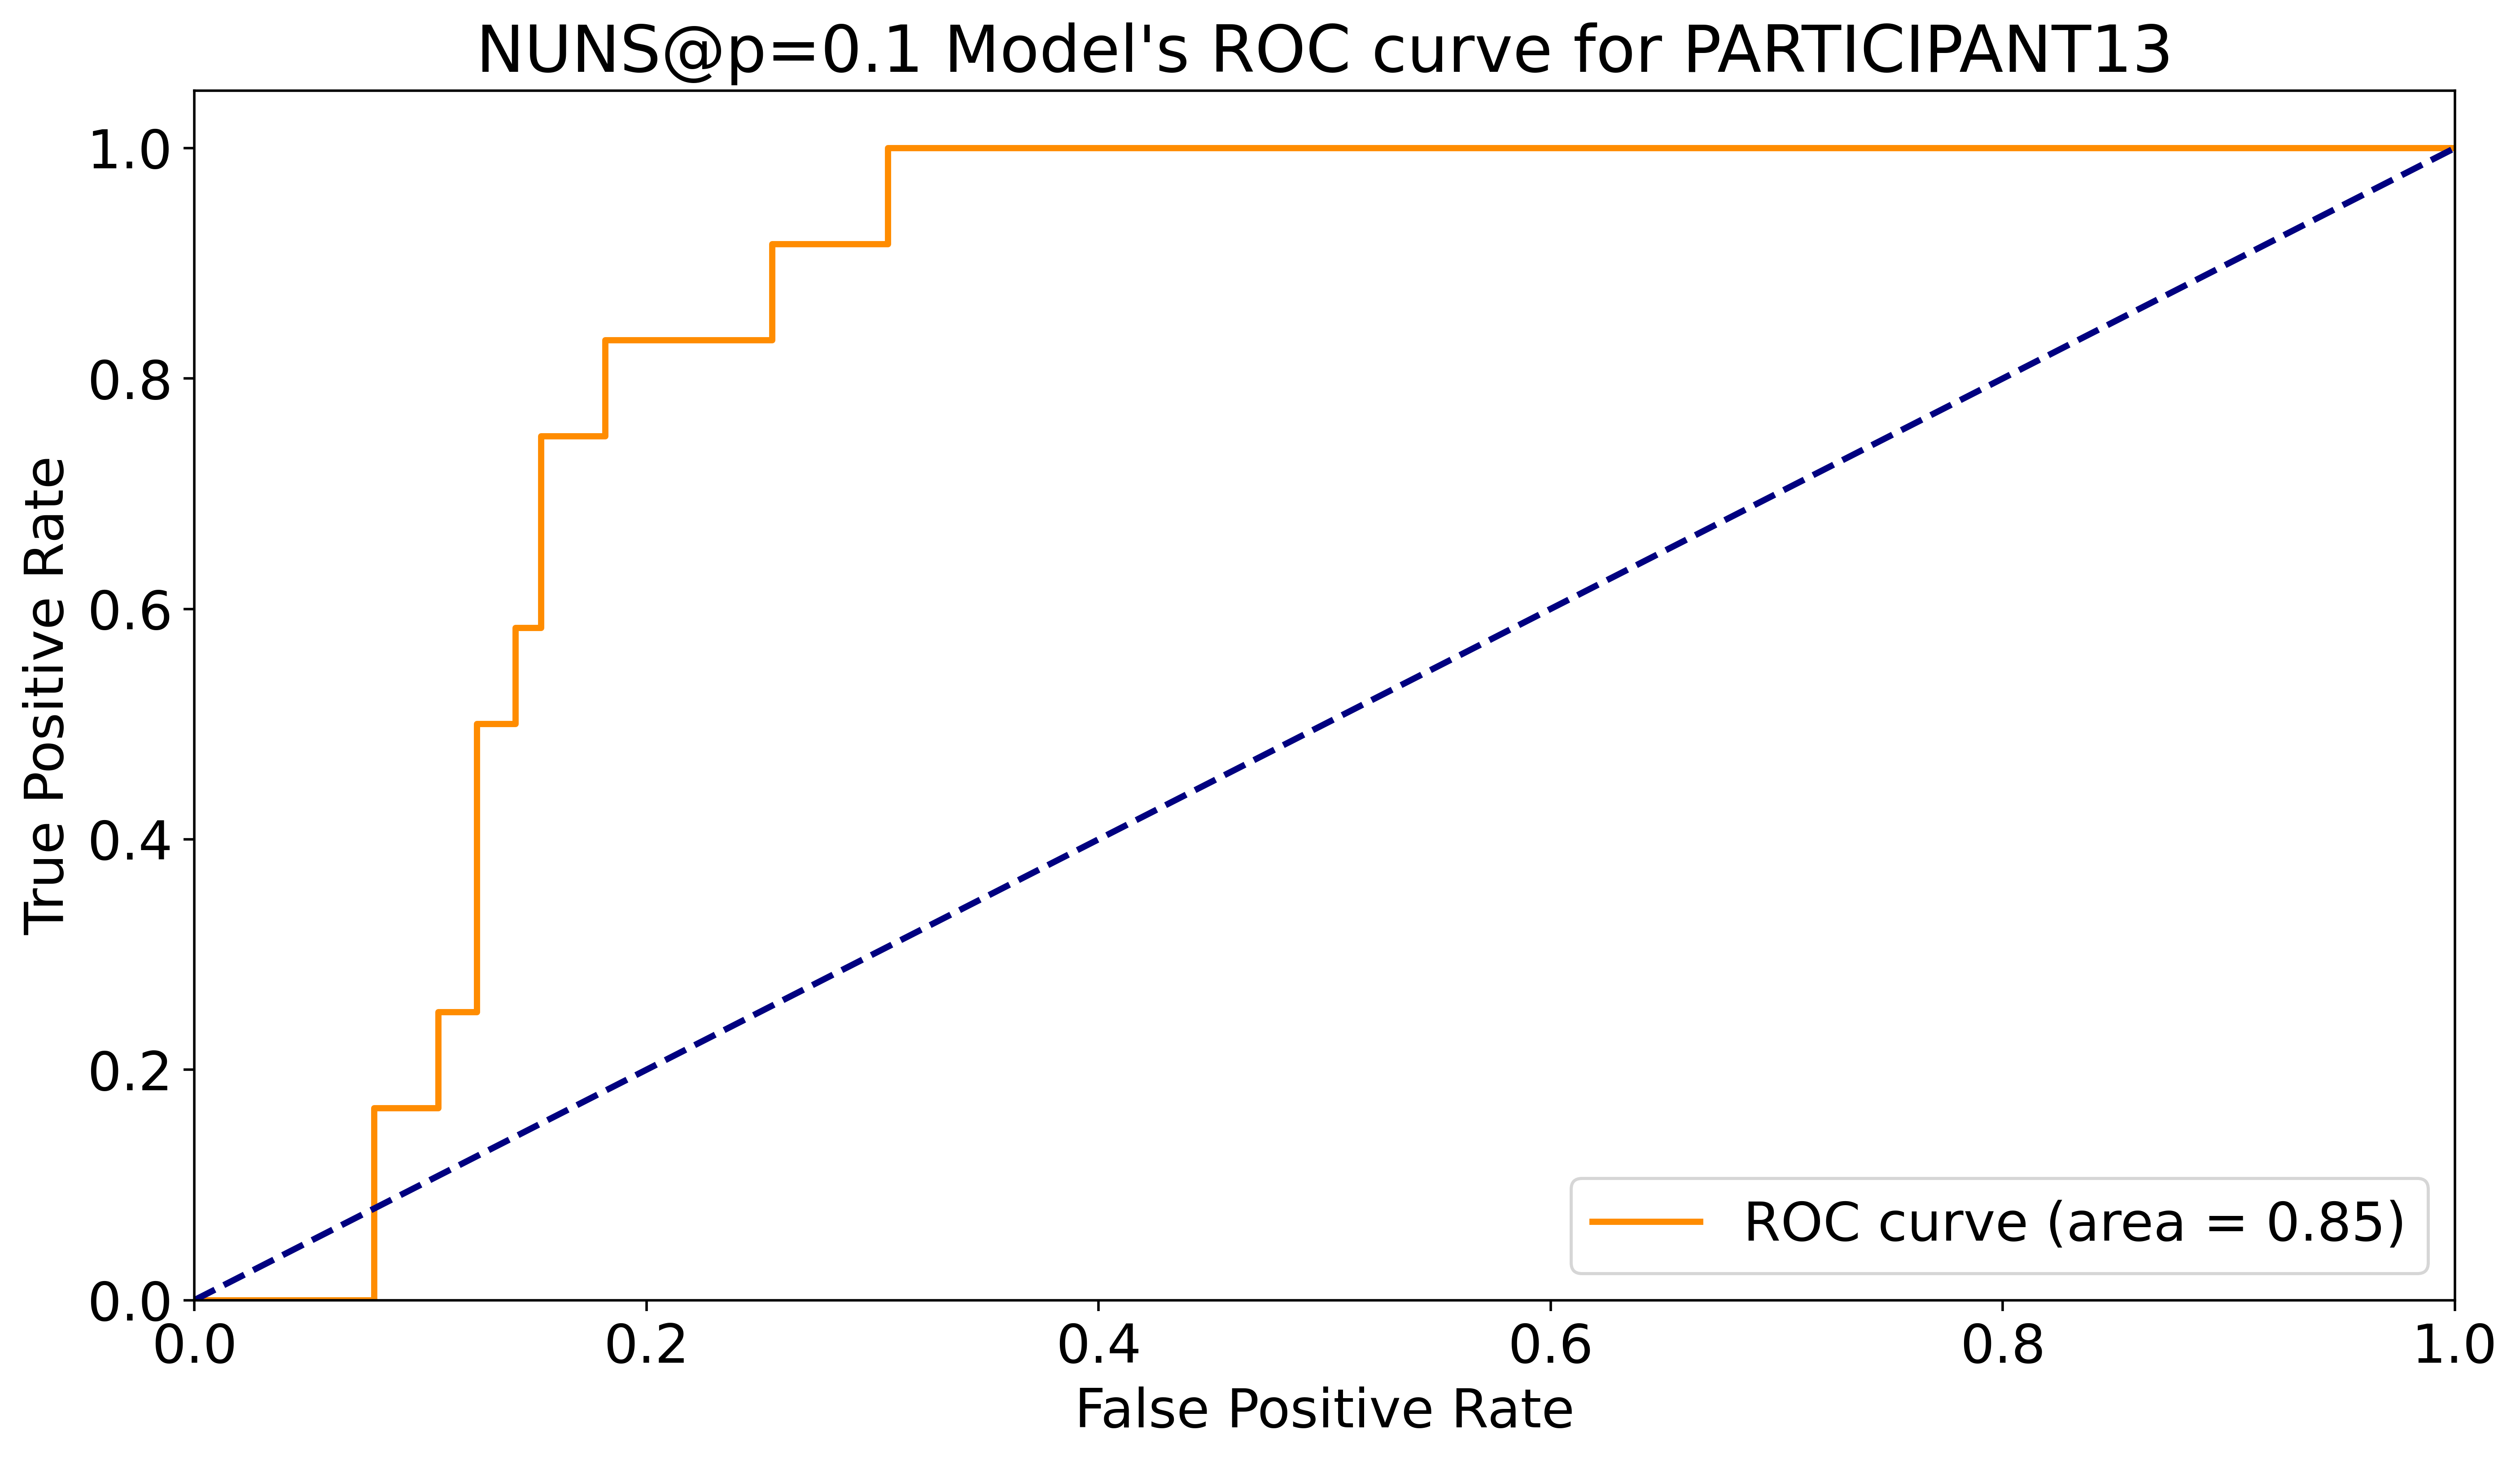 NUNS@p=0.1 Model's ROC curve for PARTICIPANT13
True Positive Rate
1.0
0.8
0.6
0.4
0.2
0.0
0.0 0.2 0.4 0.6 0.8 1.0
False Positive Rate
ROC curve (area = 0.85)